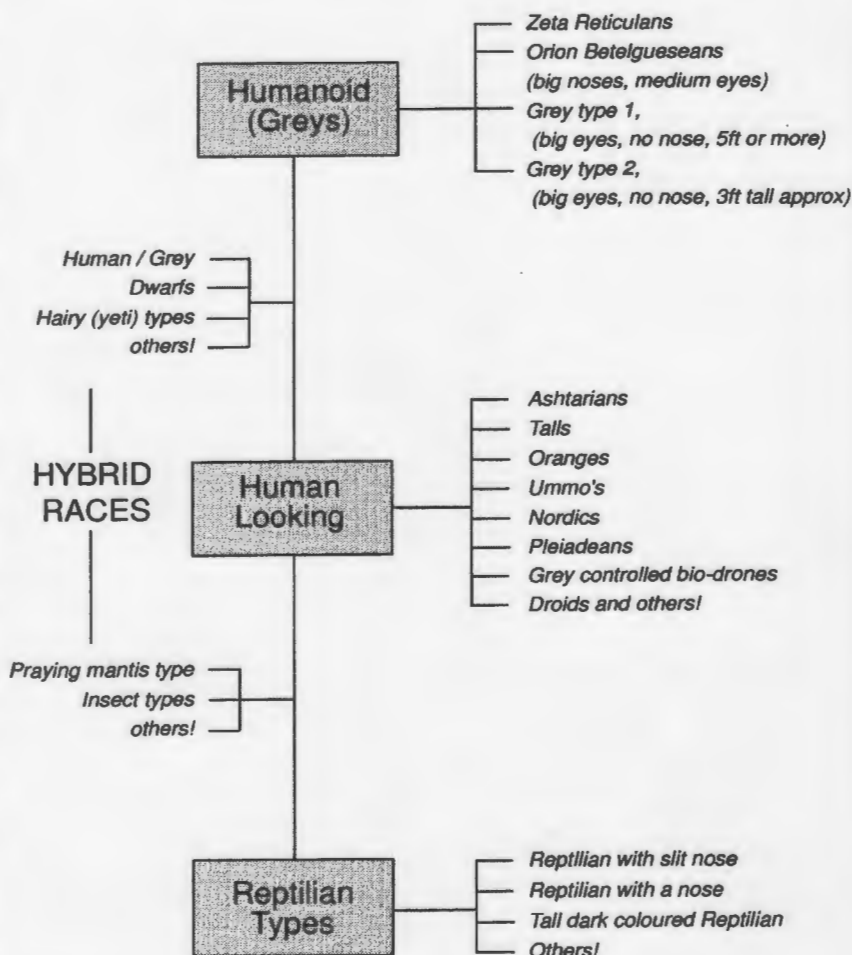 Zeta Reticulans
Orion Betelgueseans
(big noses, medium eyes)
Grey type 1,
(big eyes, no nose, 5ft or more)
Grey type 2,
(big eyes, no nose, 3ft tall approx)
Humanoid
(Greys)
Human / Grey
Dwarfs
Hairy (yeti) types
others!
HYBRID
RACES
Human
Looking
Ashtarians
Talls
Oranges
Ummo's
Nordics
Pleiadeans
Grey controlled bio-drones
Droids and others!
Praying mantis type
Insect types
others!
Reptilian
Types
Reptilian with slit nose
Reptilian with a nose
Tall dark coloured Reptilian
Others!